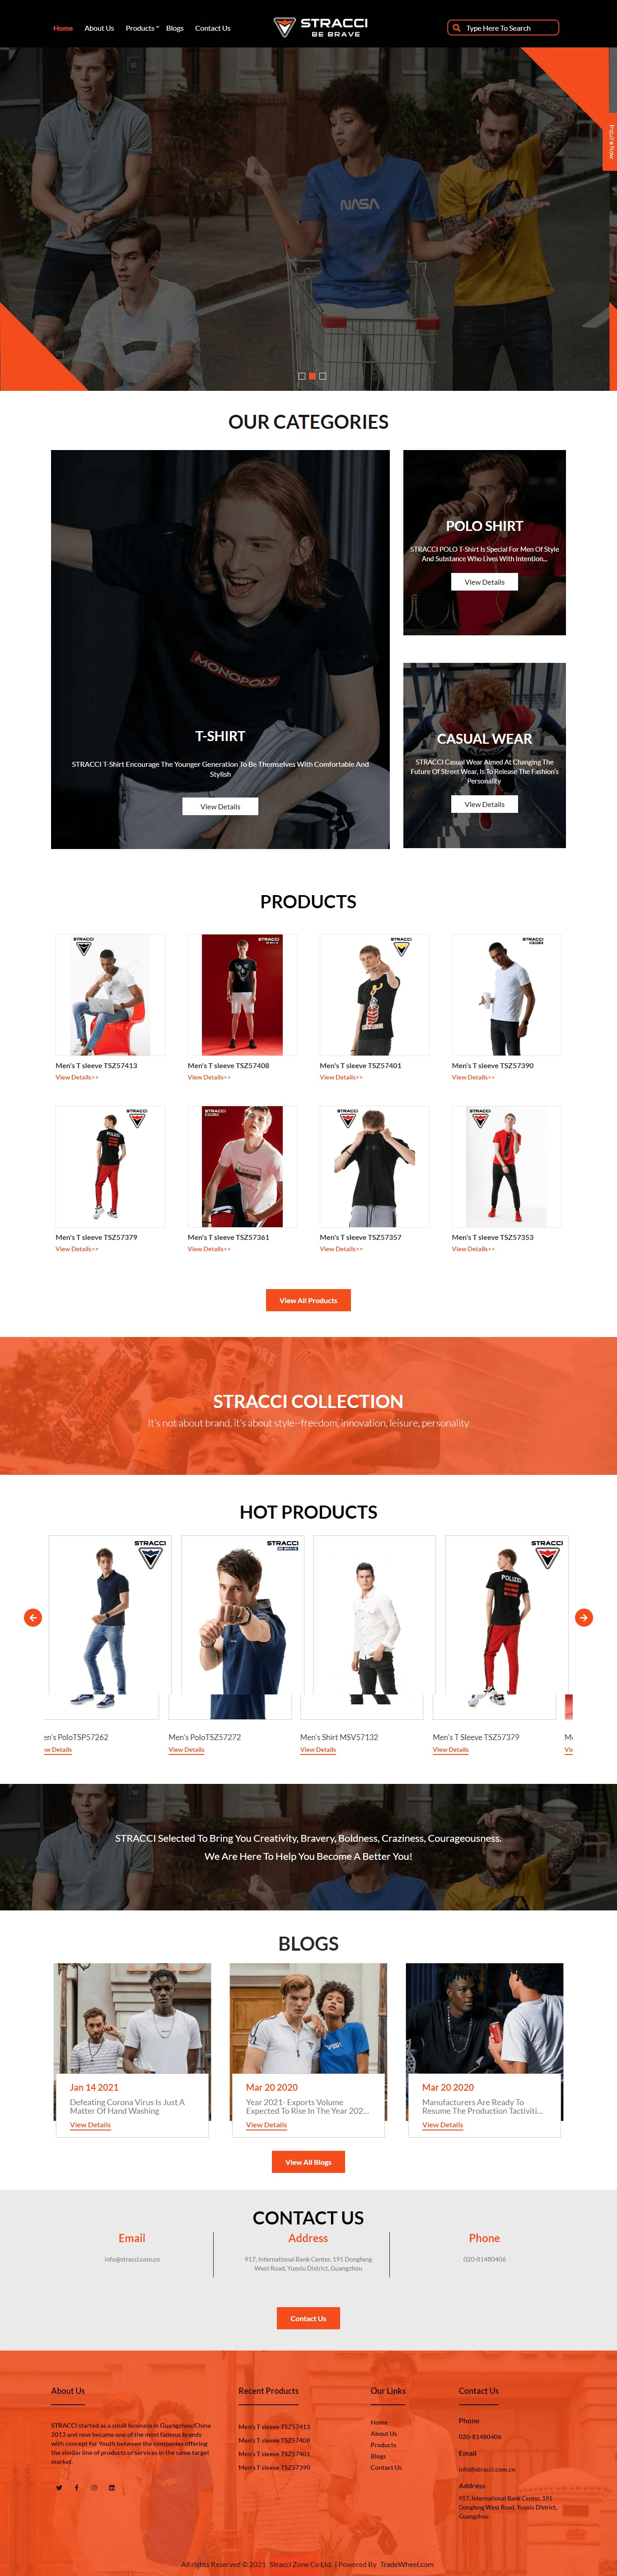 Home About Us Products Blogs Contact Us
STRACCI
BE BRAVE
Type Here To Search
Inquire Now
NASA
OUR CATEGORIES
MONOPOLY
T-SHIRT
STRACCI T-Shirt Encourage The Younger Generation To Be Themselves With Comfortable And
Stylish
View Details
POLO SHIRT
STRACCI POLO T-Shirt Is Special For Men Of Style
And Substance Who Lives With Intention...
View Details
CASUAL WEAR
STRACCI Casual Wear Aimed At Changing The
Future Of Street Wear, Is To Release The Fashion's
Personality
View Details
PRODUCTS
STRACCI
STRACCI
STRACCI
STRACCI
Men's T sleeve TSZ57413
View Details>>
Men's T sleeve TSZ57408
View Details>>
Men's T sleeve TSZ57401
View Details>>
Men's T sleeve TSZ57390
View Details>>
STRACCI
POLIZEI
STRACCI
STRACCI
STRACCI
Men's T sleeve TSZ57379
View Details>>
Men's T sleeve TSZ57361
View Details>>
Men's T sleeve TSZ57357
View Details>>
Men's T sleeve TSZ57353
View Details>>
View All Products
STRACCI COLLECTION
It's not about brand, it's about style--freedom, innovation, leisure, personality
HOT PRODUCTS
STRACCI
STRACCI
BE BRAVE
STRACCI
POLIZEI
en's PoloTSP57262
ew Details
Men's PoloTSZ57272
View Details
Men's Shirt MSV57132
View Details
Men's T Sleeve TSZ57379
View Details
STRACCI Selected To Bring You Creativity, Bravery, Boldness, Craziness, Courageousness.
We Are Here To Help You Become A Better You!
BLOGS
Jan 14 2021
Defeating Corona Virus Is Just A
Matter Of Hand Washing
View Details
Mar 20 2020
Year 2021- Exports Volume
Expected To Rise In The Year 202...
View Details
Mar 20 2020
Manufacturers Are Ready To
Resume The Production Tactiviti...
View Details
View All Blogs
CONTACT US
Email
info@stracci.com.cn
Address
917, International Bank Center, 191 Dongfeng
West Road, Yuexiu District, Guangzhou
Phone
020-81480406
Contact Us
About Us
STRACCI started as a small business in Guangzhou/China
2013 and now became one of the most famous brands
with concept for Youth between the companies offering
the similar line of products or services in the same target
market.
Recent Products
Men's T sleeve TSZ57413
Men's T sleeve TSZ57408
Men's T sleeve TSZ57401
Men's T sleeve TSZ57390
Our Links
Home
About Us
Products
Blogs
Contact Us
Contact Us
Phone
020-81480406
Email
info@stracci.com.cn
Address
917, International Bank Center, 191
Dongfeng West Road, Yuexiu District,
Guangzhou
All rights Reserved © 2021 Stracci Zone Co Ltd. | Powered By TradeWheel.com